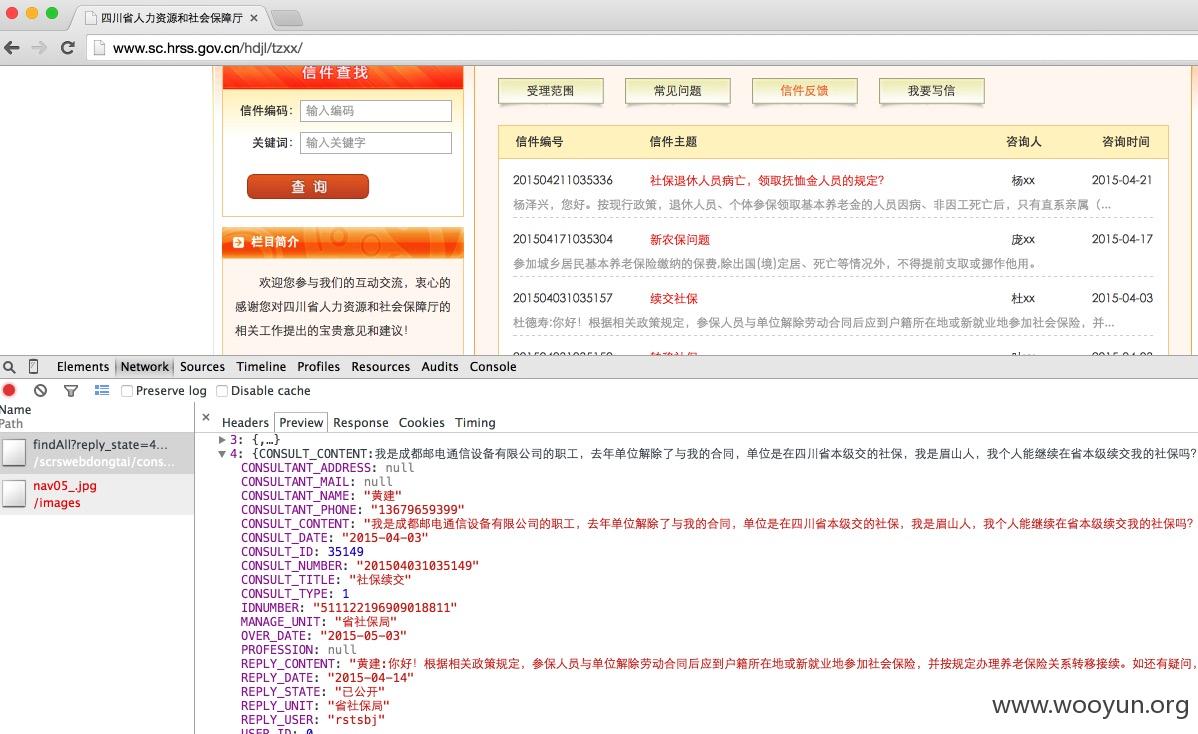 四川省人力资源和社会保障厅
www.sc.hrss.gov.cn/hdjl/tzxx/
信件查找
信件编码: 输入编码
关键词: 输入关键字
查 询
栏目简介
欢迎您参与我们的互动交流，衷心的
感谢您对四川省人力资源和社会保障厅的
相关工作提出的宝贵意见和建议!
受理范围 常见问题 信件反馈 我要写信
信件编号 信件主题 咨询人 咨询时间
201504211035336 社保退休人员病亡，领取抚恤金人员的规定? 杨xx 2015-04-21
杨泽兴，您好。按现行政策，退休人员、个体参保领取基本养老金的人员因病、非因工死亡后，只有直系亲属（...
201504171035304 新农保问题 庞xx 2015-04-17
参加城乡居民基本养老保险缴纳的保费,除出国(境)定居、死亡等情况外，不得提前支取或挪作他用。
201504031035157 续交社保 杜xx 2015-04-03
杜德寿:你好！根据相关政策规定，参保人员与单位解除劳动合同后应到户籍所在地或新就业地参加社会保险，并...
Elements Network Sources Timeline Profiles Resources Audits Console
Preserve log Disable cache
Name
Path
findAll?reply_state=4...
/scrswebdongtai/cons...
nav05_.jpg
/images
× Headers Preview Response Cookies Timing
3: {,…}
4: {CONSULT_CONTENT:我是成都邮电通信设备有限公司的职工，去年单位解除了与我的合同，单位是在四川省本级交的社保，我是眉山人，我个人能继续在省本级续交我的社保吗?
CONSULTANT_ADDRESS: null
CONSULTANT_MAIL: null
CONSULTANT_NAME: "黄建"
CONSULTANT_PHONE: "13679659399"
CONSULT_CONTENT: "我是成都邮电通信设备有限公司的职工，去年单位解除了与我的合同，单位是在四川省本级交的社保，我是眉山人，我个人能继续在省本级续交我的社保吗?
CONSULT_DATE: "2015-04-03"
CONSULT_ID: 35149
CONSULT_NUMBER: "201504031035149"
CONSULT_TITLE: "社保续交"
CONSULT_TYPE: 1
IDNUMBER: "511122196909018811"
MANAGE_UNIT: "省社保局"
OVER_DATE: "2015-05-03"
PROFESSION: null
REPLY_CONTENT: "黄建:你好！根据相关政策规定，参保人员与单位解除劳动合同后应到户籍所在地或新就业地参加社会保险，并按规定办理养老保险关系转移接续。如还有疑问，
REPLY_DATE: "2015-04-14"
REPLY_STATE: "已公开"
REPLY_UNIT: "省社保局"
REPLY_USER: "rstsbj"
USER_ID: 0
www.wooyun.org